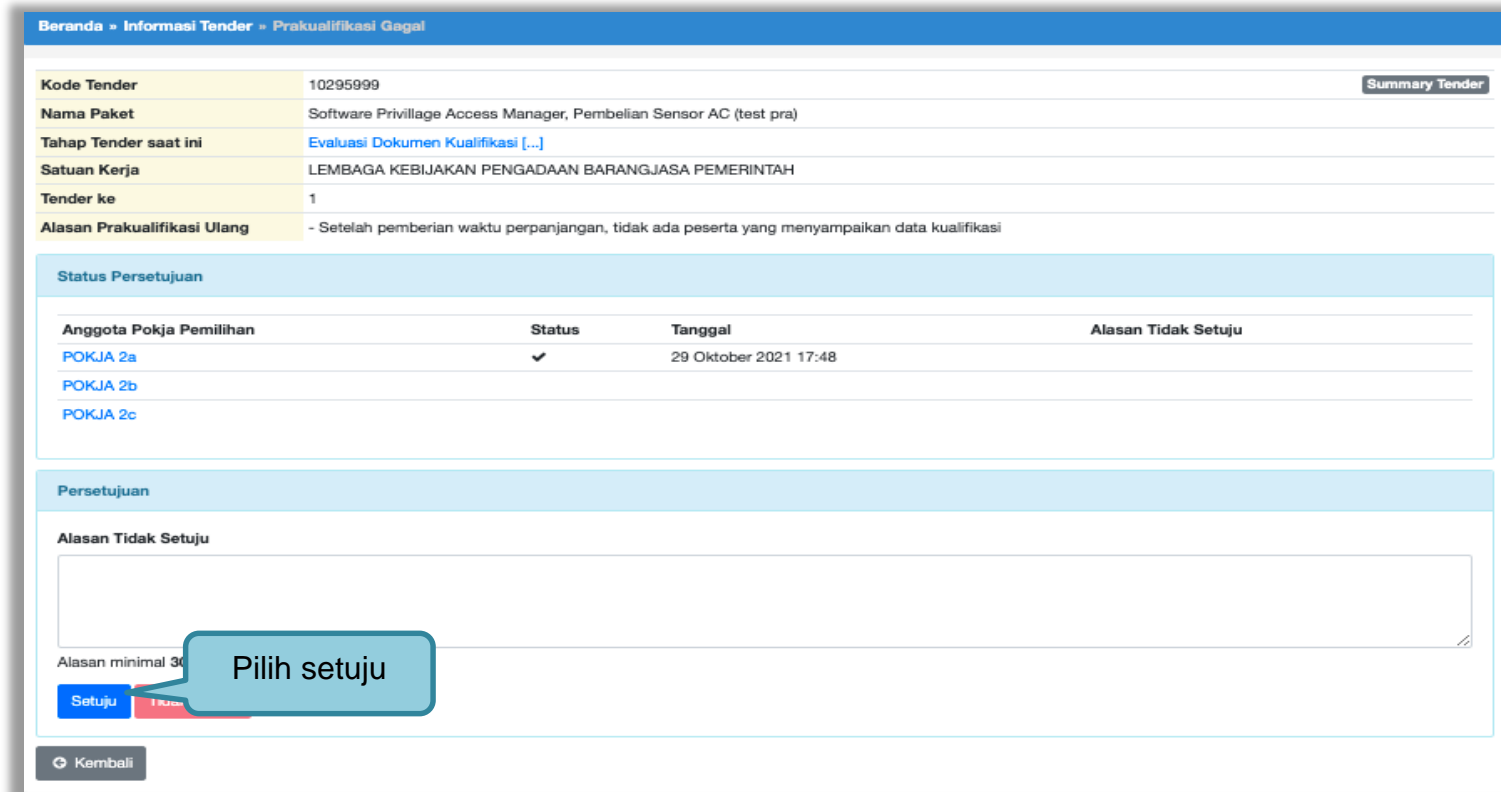 Beranda » Informasi Tender » Prakualifikasi Gagal
Kode Tender 10295999 Summary Tender
Nama Paket Software Privillage Access Manager, Pembelian Sensor AC (test pra)
Tahap Tender saat ini Evaluasi Dokumen Kualifikasi [...]
Satuan Kerja LEMBAGA KEBIJAKAN PENGADAAN BARANGJASA PEMERINTAH
Tender ke 1
Alasan Prakualifikasi Ulang - Setelah pemberian waktu perpanjangan, tidak ada peserta yang menyampaikan data kualifikasi
Status Persetujuan
Anggota Pokja Pemilihan Status Tanggal Alasan Tidak Setuju
POKJA 2a ✔ 29 Oktober 2021 17:48
POKJA 2b
POKJA 2c
Persetujuan
Alasan Tidak Setuju
Alasan minimal
Pilih setuju
Setuju
Kembali